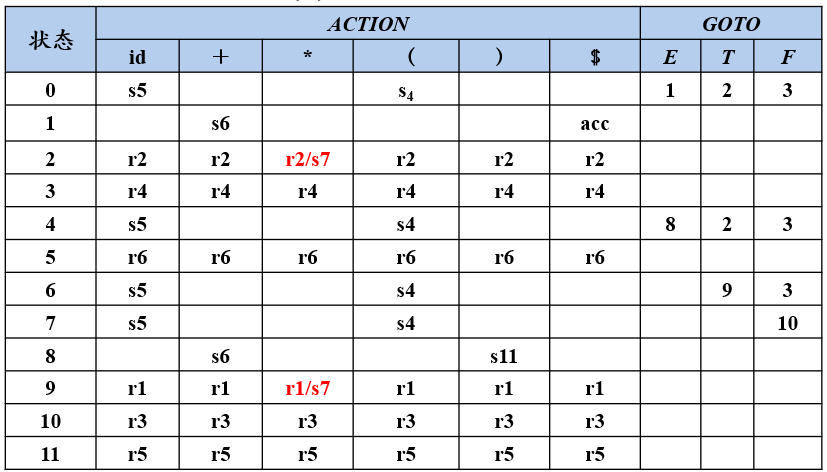 状态 ACTION GOTO
id + * ( ) $ E T F
0 s5 s4 1 2 3
1 s6 acc
2 r2 r2 r2/s7 r2 r2 r2
3 r4 r4 r4 r4 r4 r4
4 s5 s4 8 2 3
5 r6 r6 r6 r6 r6 r6
6 s5 s4 9 3
7 s5 s4 10
8 s6 s11
9 r1 r1 r1/s7 r1 r1 r1
10 r3 r3 r3 r3 r3 r3
11 r5 r5 r5 r5 r5 r5